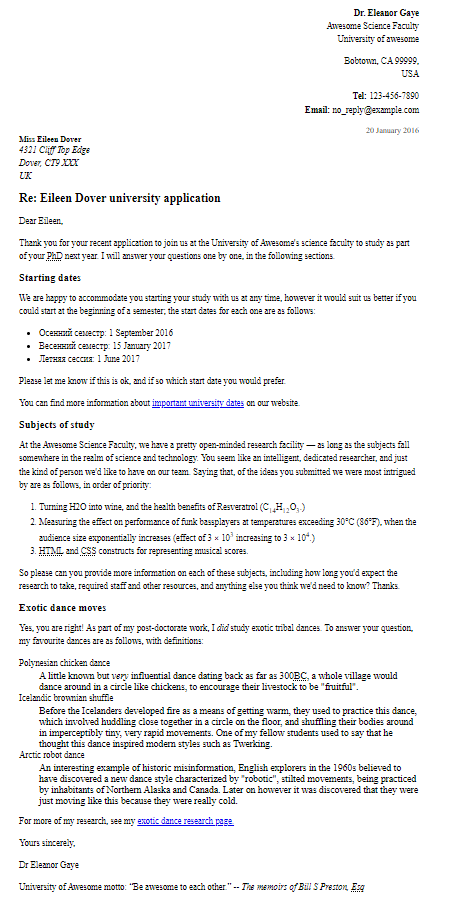 Dr. Eleanor Gaye
Awesome Science Faculty
University of awesome
Bobtown, CA 99999,
USA
Tel: 123-456-7890
Email: no_reply@example.com
20 January 2016
Miss Eileen Dover
4321 Cliff Top Edge
Dover, CT9 XXX
UK
Re: Eileen Dover university application
Dear Eileen,
Thank you for your recent application to join us at the University of Awesome's science faculty to study as part
of your PhD next year. I will answer your questions one by one, in the following sections.
Starting dates
We are happy to accommodate you starting your study with us at any time, however it would suit us better if you
could start at the beginning of a semester; the start dates for each one are as follows:
• Осенний семестр: 1 September 2016
• Весенний семестр: 15 January 2017
• Летняя сессия: 1 June 2017
Please let me know if this is ok, and if so which start date you would prefer.
You can find more information about important university dates on our website.
Subjects of study
At the Awesome Science Faculty, we have a pretty open-minded research facility — as long as the subjects fall
somewhere in the realm of science and technology. You seem like an intelligent, dedicated researcher, and just
the kind of person we'd like to have on our team. Saying that, of the ideas you submitted we were most intrigued
by are as follows, in order of priority:
1. Turning H2O into wine, and the health benefits of Resveratrol (C₁₄H₁₂O₃.)
2. Measuring the effect on performance of funk bassplayers at temperatures exceeding 30°C (86°F), when the
audience size exponentially increases (effect of 3 × 10³ increasing to 3 × 10⁴.)
3. HTML and CSS constructs for representing musical scores.
So please can you provide more information on each of these subjects, including how long you'd expect the
research to take, required staff and other resources, and anything else you think we'd need to know? Thanks.
Exotic dance moves
Yes, you are right! As part of my post-doctorate work, I did study exotic tribal dances. To answer your question,
my favourite dances are as follows, with definitions:
Polynesian chicken dance
A little known but very influential dance dating back as far as 300BC, a whole village would
dance around in a circle like chickens, to encourage their livestock to be "fruitful".
Icelandic brownian shuffle
Before the Icelanders developed fire as a means of getting warm, they used to practice this dance,
which involved huddling close together in a circle on the floor, and shuffling their bodies around
in imperceptibly tiny, very rapid movements. One of my fellow students used to say that he
thought this dance inspired modern styles such as Twerking.
Arctic robot dance
An interesting example of historic misinformation, English explorers in the 1960s believed to
have discovered a new dance style characterized by "robotic", stilted movements, being practiced
by inhabitants of Northern Alaska and Canada. Later on however it was discovered that they were
just moving like this because they were really cold.
For more of my research, see my exotic dance research page.
Yours sincerely,
Dr Eleanor Gaye
University of Awesome motto: “Be awesome to each other.” -- The memoirs of Bill S Preston, Esq